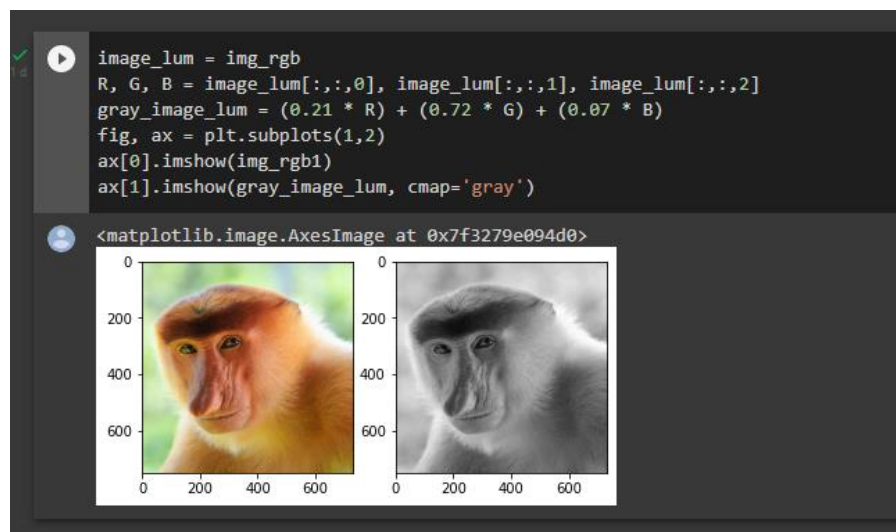 image_lum = img_rgb
R, G, B = image_lum[:,:,0], image_lum[:,:,1], image_lum[:,:,2]
gray_image_lum = (0.21 * R) + (0.72 * G) + (0.07 * B)
fig, ax = plt.subplots(1,2)
ax[0].imshow(img_rgb1)
ax[1].imshow(gray_image_lum, cmap='gray')
<matplotlib.image.AxesImage at 0x7f3279e094d0>
0 0
200 200
400 400
600 600
0 200 400 600 0 200 400 600